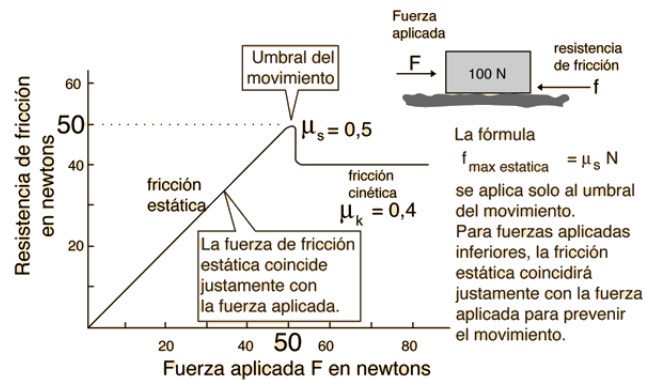 Fuerza
aplicada
F
100 N
resistencia
de fricción
f
Umbral del
movimiento
Resistencia de fricción
en newtons
60
50
40
20
μs = 0,5
fricción
estática
fricción
cinética
μk = 0,4
La fuerza de fricción
estática coincide
justamente con
la fuerza aplicada.
20 40 50 60 80
Fuerza aplicada F en newtons
La fórmula
f max estatica = μs N
se aplica solo al umbral
del movimiento.
Para fuerzas aplicadas
inferiores, la fricción
estática coincidirá
justamente con la fuerza
aplicada para prevenir
el movimiento.